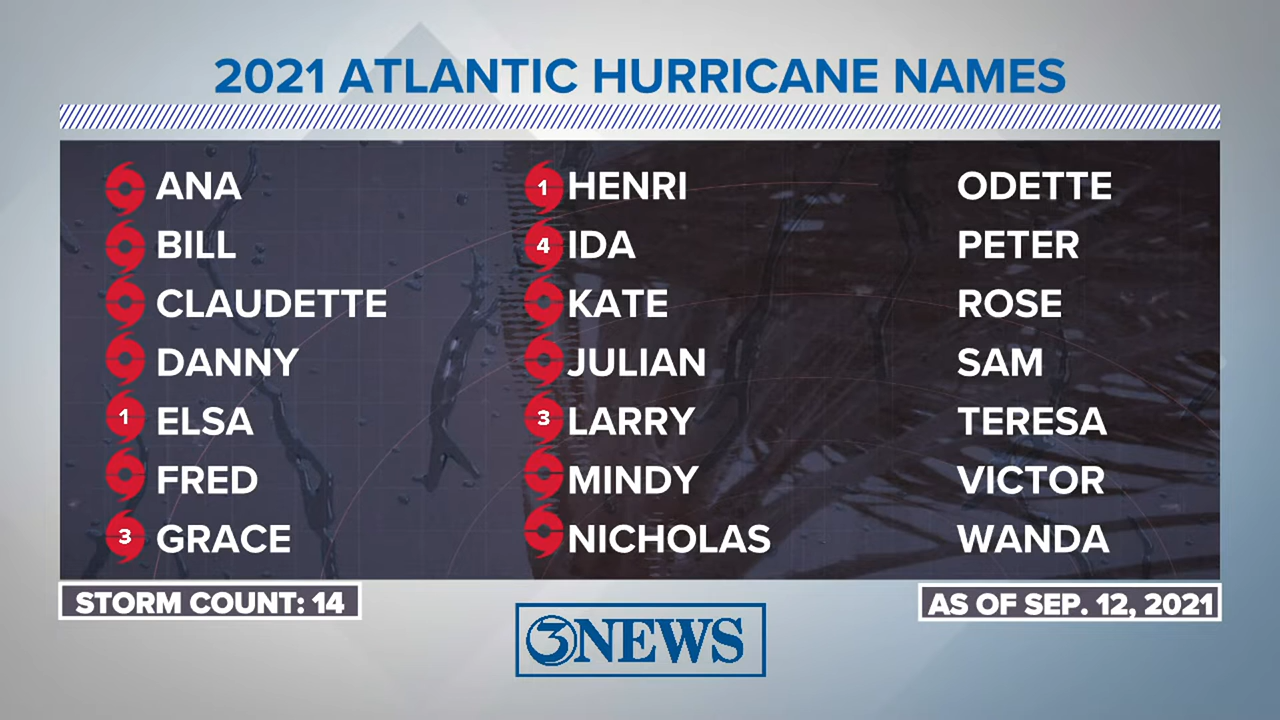 2021 ATLANTIC HURRICANE NAMES
ANA
BILL
CLAUDETTE
DANNY
1 ELSA
FRED
3 GRACE
1 HENRI
4 IDA
KATE
JULIAN
3 LARRY
MINDY
NICHOLAS
ODETTE
PETER
ROSE
SAM
TERESA
VICTOR
WANDA
STORM COUNT: 14
AS OF SEP. 12, 2021
3NEWS